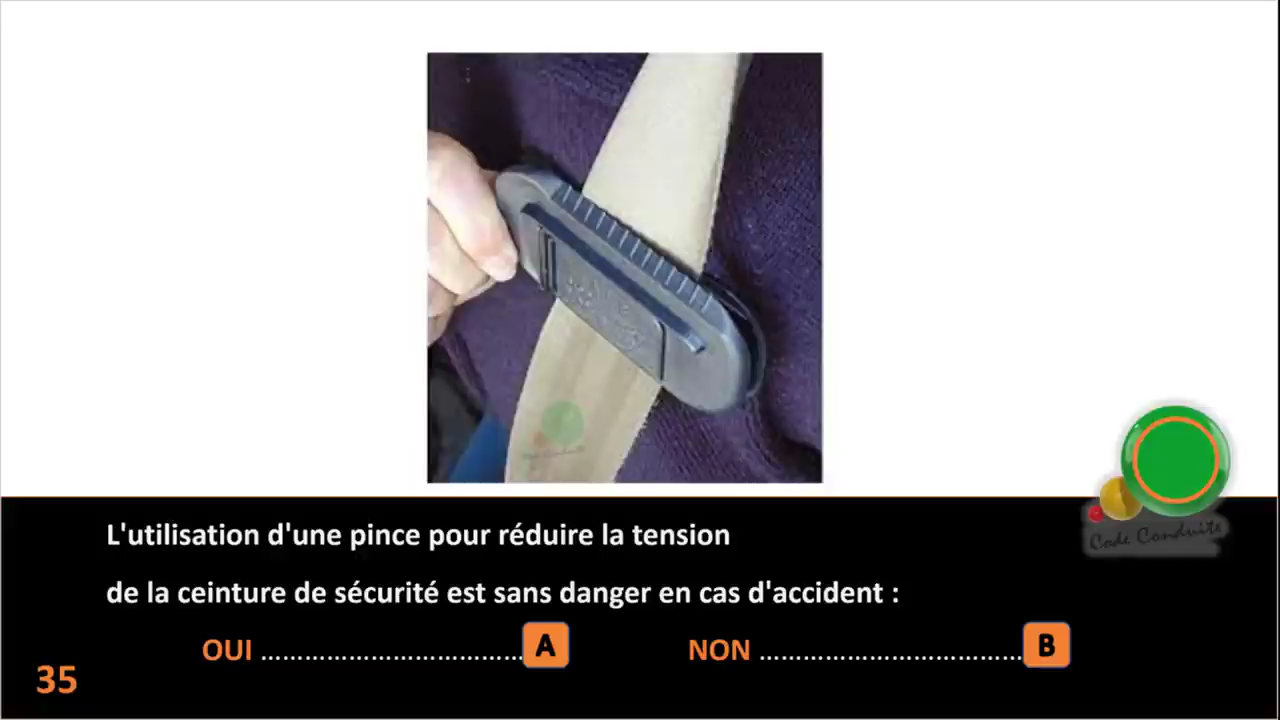 Code Conduite
L'utilisation d'une pince pour réduire la tension
de la ceinture de sécurité est sans danger en cas d'accident :
OUI ........................................ A NON ........................................ B
35